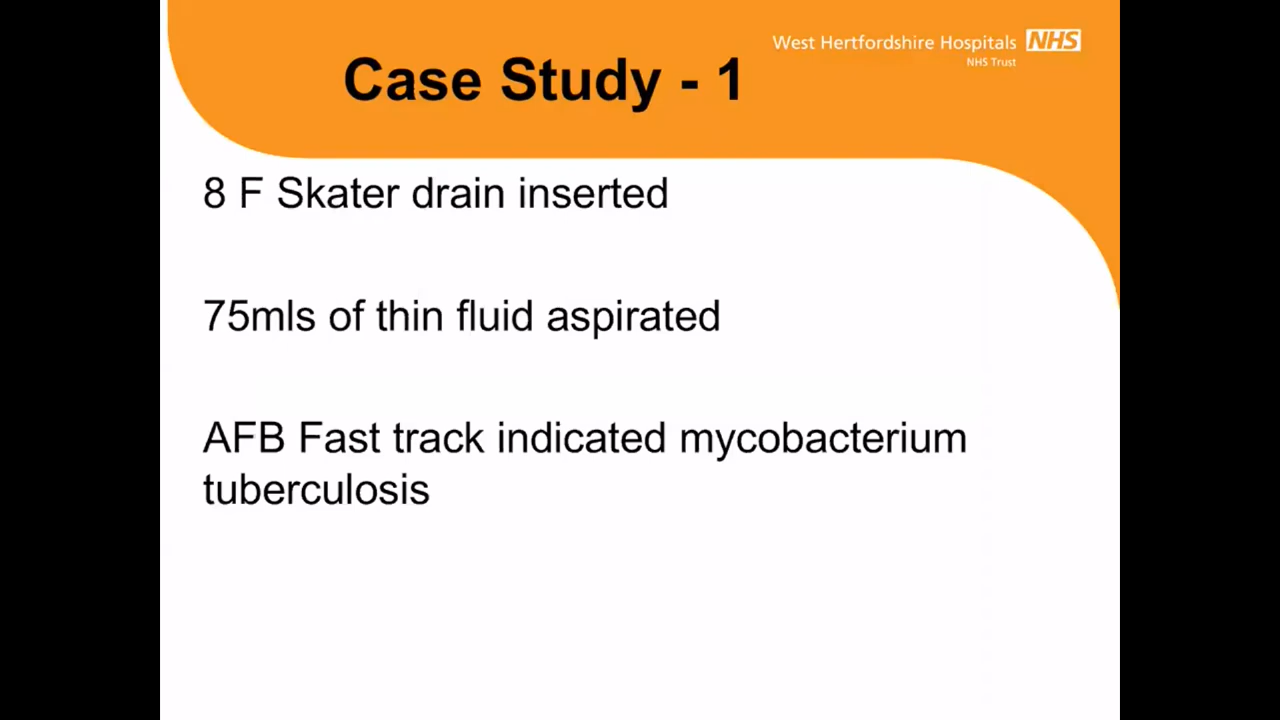 West Hertfordshire Hospitals NHS
NHS Trust
Case Study - 1
8 F Skater drain inserted
75mls of thin fluid aspirated
AFB Fast track indicated mycobacterium
tuberculosis